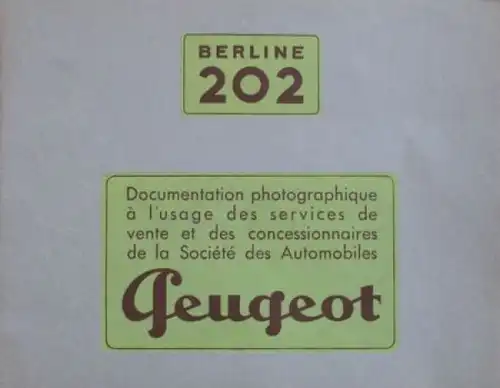 BERLINE
202
Documentation photographique
à l'usage des services de
vente et des concessionnaires
de la Société des Automobiles
Peugeot